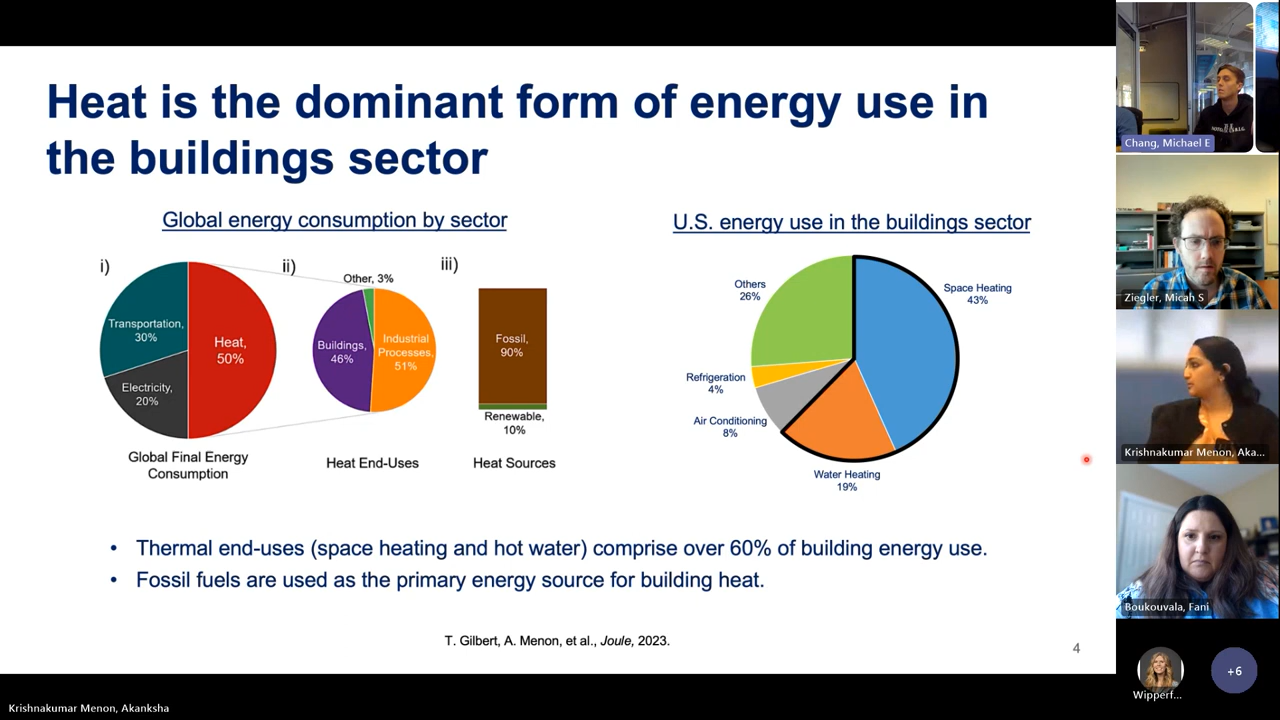 Heat is the dominant form of energy use in
the buildings sector
Global energy consumption by sector
i)
Transportation,
30%
Heat,
50%
Electricity,
20%
Global Final Energy
Consumption
ii)
Other, 3%
Buildings,
46%
Industrial
Processes,
51%
Heat End-Uses
iii)
Fossil,
90%
Renewable,
10%
Heat Sources
U.S. energy use in the buildings sector
Others
26%
Space Heating
43%
Refrigeration
4%
Air Conditioning
8%
Water Heating
19%
• Thermal end-uses (space heating and hot water) comprise over 60% of building energy use.
• Fossil fuels are used as the primary energy source for building heat.
T. Gilbert, A. Menon, et al., Joule, 2023.
4
Chang, Michael E
Ziegler, Micah S
Krishnakumar Menon, Aka...
Boukouvala, Fani
Wipperf...
+6
Krishnakumar Menon, Akanksha